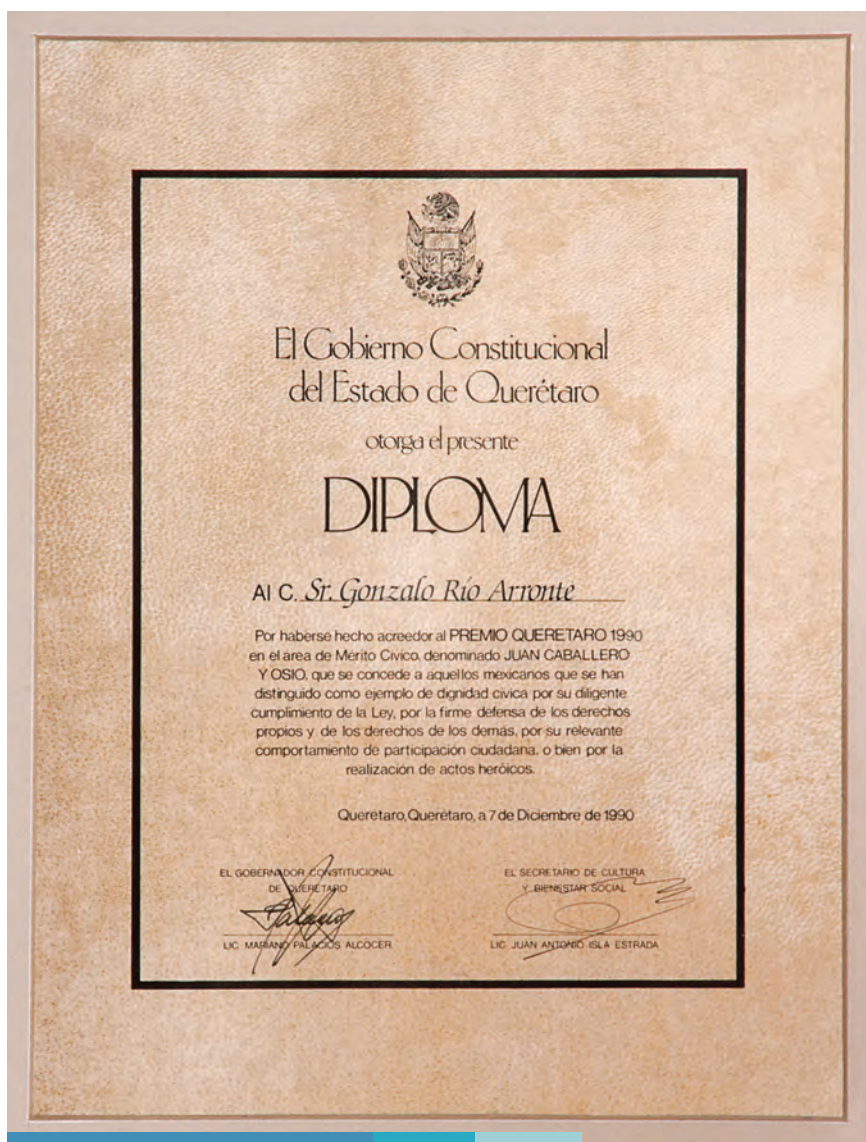 El Gobierno Constitucional
del Estado de Querétaro
otorga el presente
DIPLOMA
Al C. Sr. Gonzalo Río Arronte
Por haberse hecho acreedor al PREMIO QUERETARO 1990
en el area de Mérito Cívico, denominado JUAN CABALLERO
Y OSIO, que se concede a aquellos mexicanos que se han
distinguido como ejemplo de dignidad cívica por su diligente
cumplimiento de la Ley, por la firme defensa de los derechos
propios y de los derechos de los demás, por su relevante
comportamiento de participación ciudadana, o bien por la
realización de actos heróicos.
Querétaro, Querétaro, a 7 de Diciembre de 1990
EL GOBERNADOR CONSTITUCIONAL
DE QUERETARO
LIC. MARIANO PALACIOS ALCOCER
EL SECRETARIO DE CULTURA
Y BIENESTAR SOCIAL
LIC. JUAN ANTONIO ISLA ESTRADA